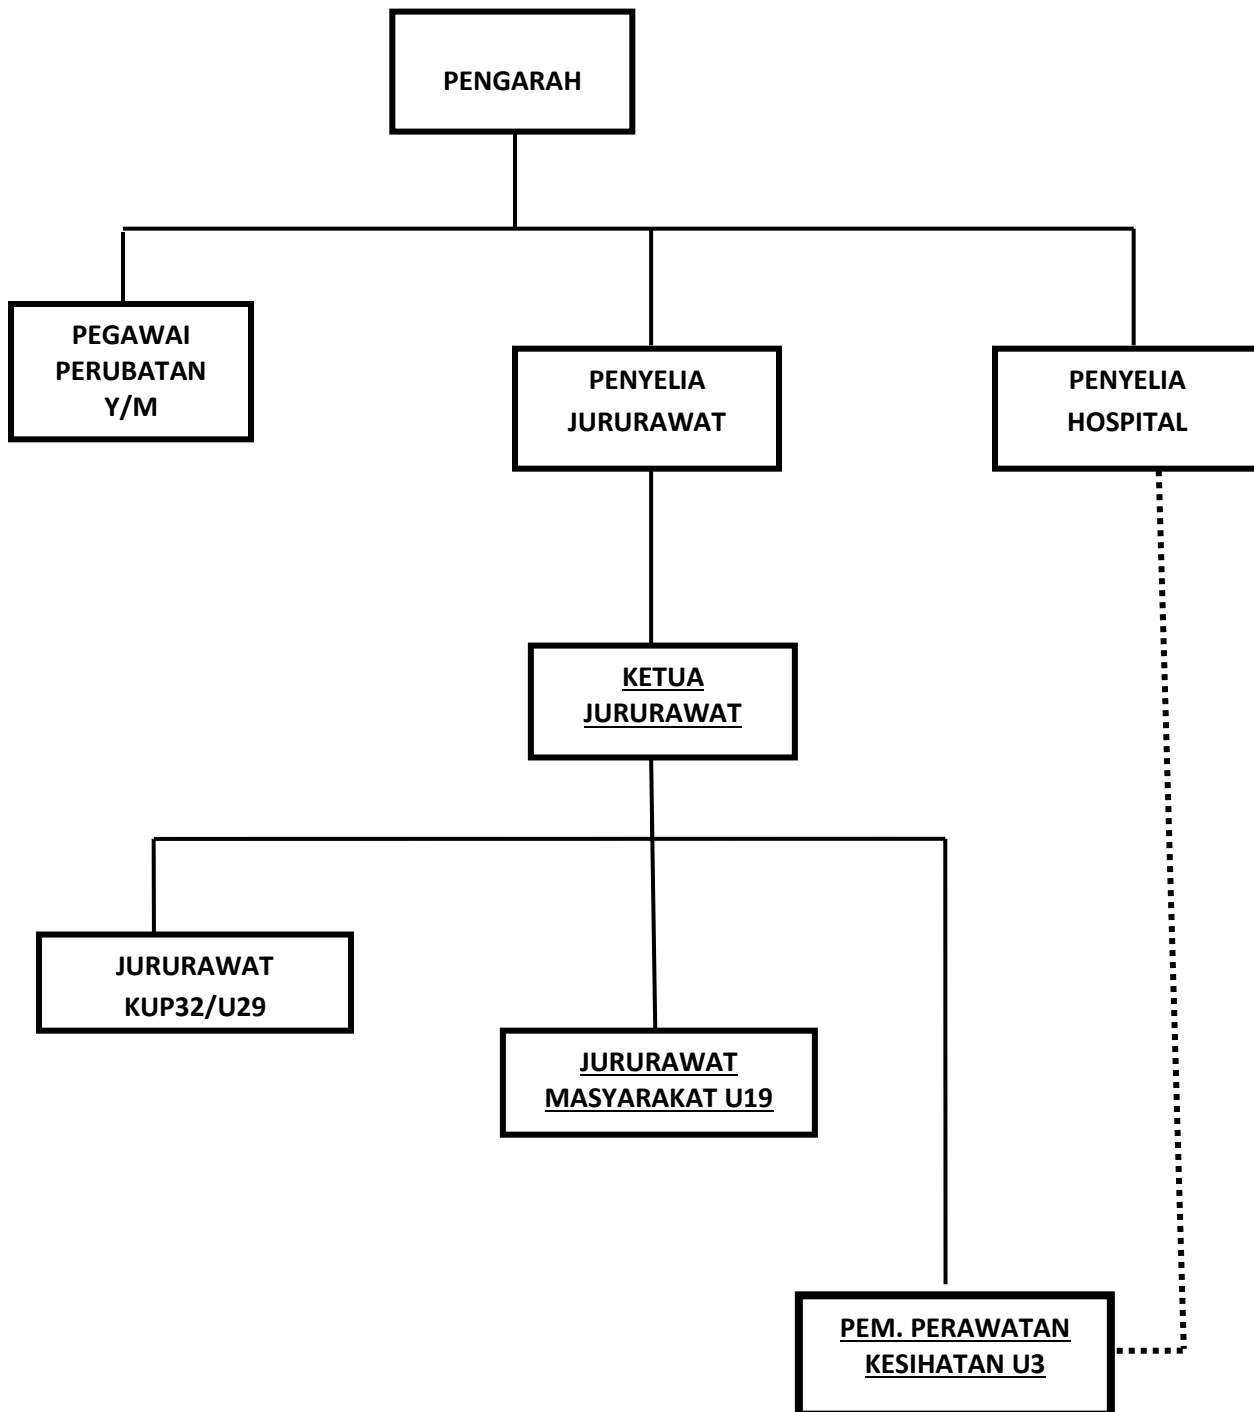 PENGARAH
PEGAWAI
PERUBATAN
Y/M
PENYELIA
JURURAWAT
PENYELIA
HOSPITAL
KETUA
JURURAWAT
JURURAWAT
KUP32/U29
JURURAWAT
MASYARAKAT U19
PEM. PERAWATAN
KESIHATAN U3